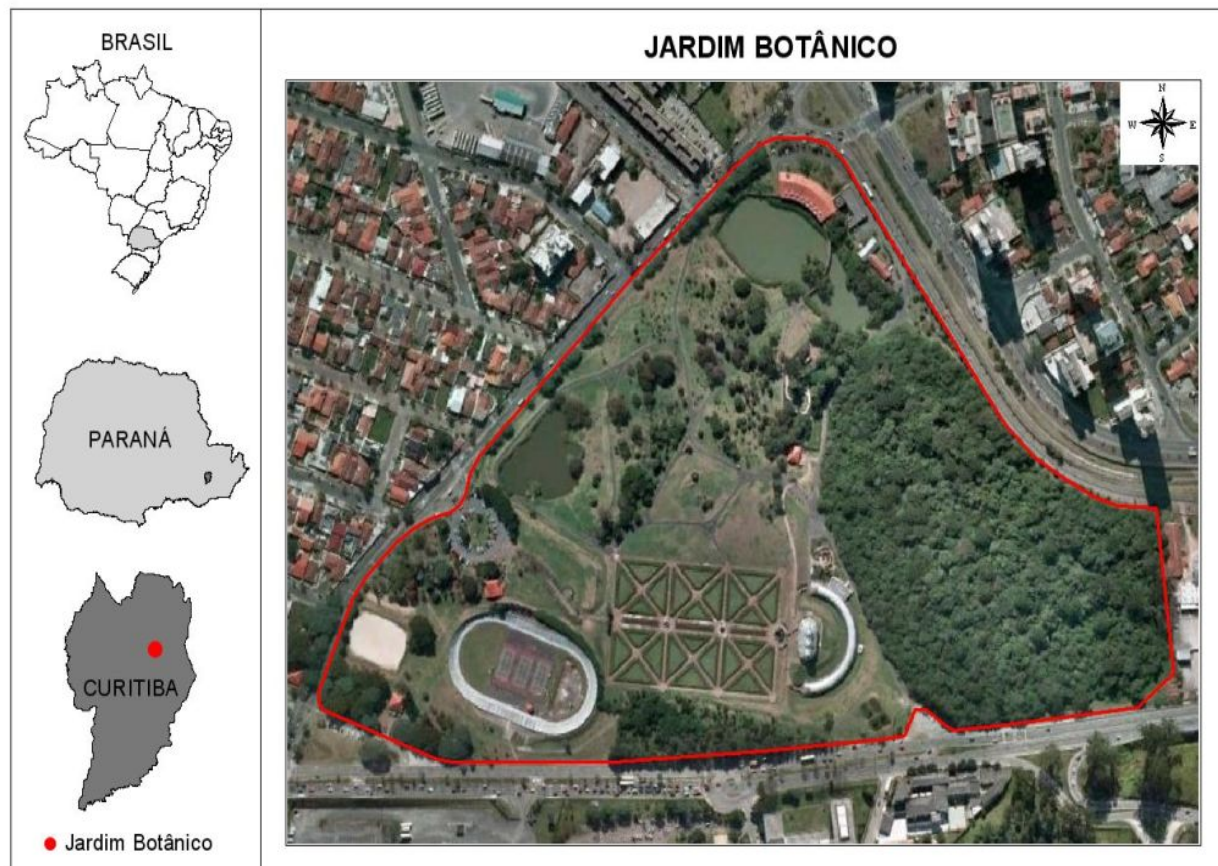 BRASIL
JARDIM BOTÂNICO
N
W E
S
PARANÁ
CURITIBA
Jardim Botânico